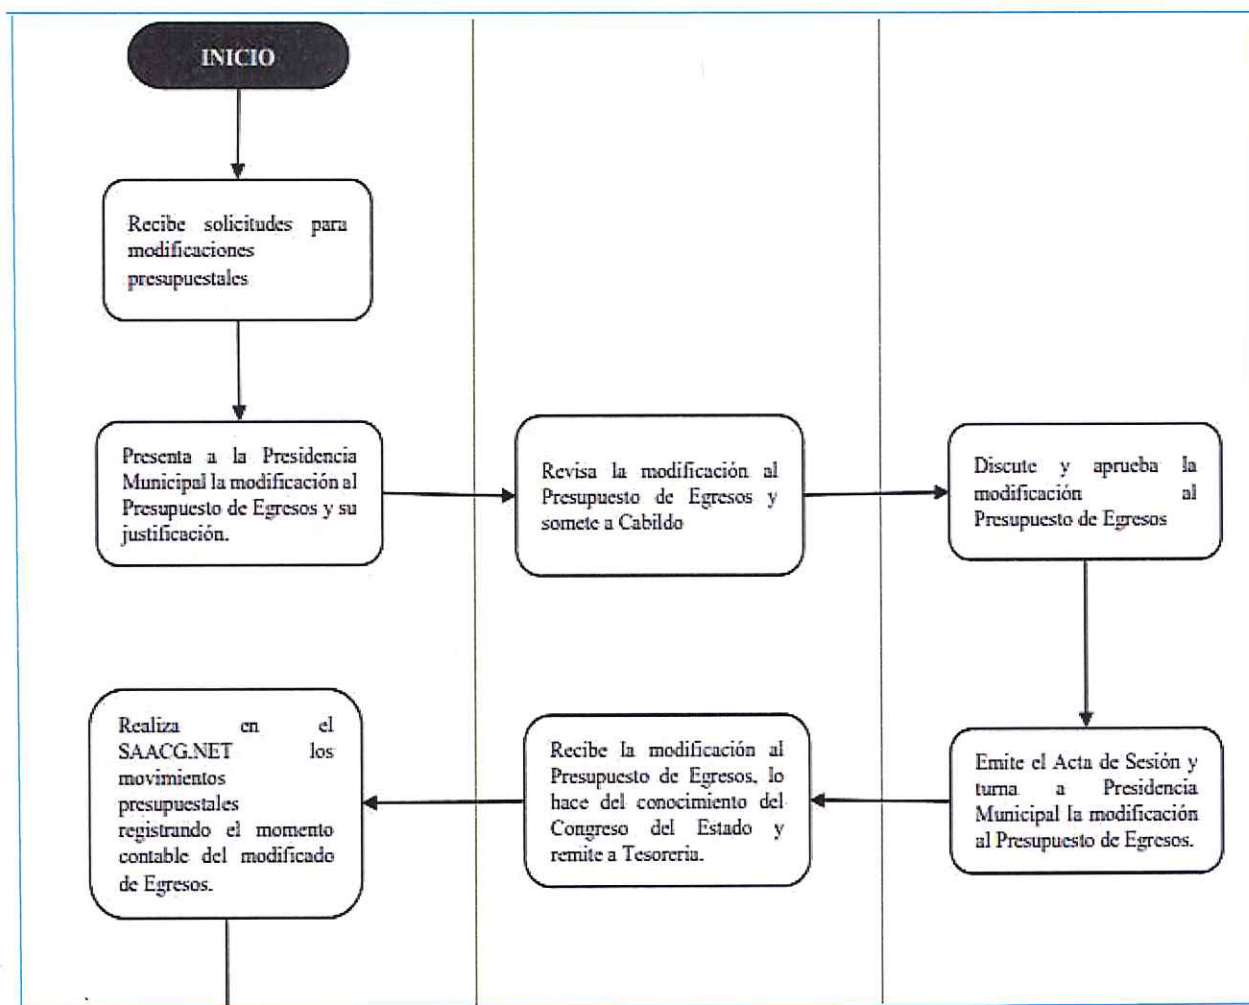 INICIO
Recibe solicitudes para
modificaciones
presupuestales
Presenta a la Presidencia
Municipal la modificación al
Presupuesto de Egresos y su
justificación.
Revisa la modificación al
Presupuesto de Egresos y
somete a Cabildo
Discute y aprueba la
modificación al
Presupuesto de Egresos
Emite el Acta de Sesión y
turna a Presidencia
Municipal la modificación
al Presupuesto de Egresos.
Recibe la modificación al
Presupuesto de Egresos, lo
hace del conocimiento del
Congreso del Estado y
remite a Tesoreria.
Realiza en el
SAACG.NET los
movimientos
presupuestales
registrando el momento
contable del modificado
de Egresos.